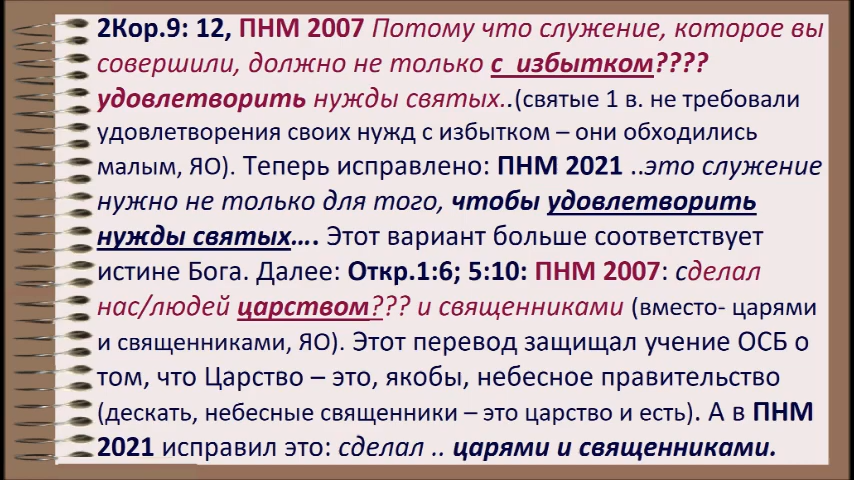 2Кор.9: 12, ПНМ 2007 Потому что служение, которое вы
совершили, должно не только с избытком????
удовлетворить нужды святых..(святые 1 в. не требовали
удовлетворения своих нужд с избытком – они обходились
малым, ЯО). Теперь исправлено: ПНМ 2021 ..это служение
нужно не только для того, чтобы удовлетворить
нужды святых…. Этот вариант больше соответствует
истине Бога. Далее: Откр.1:6; 5:10: ПНМ 2007: сделал
нас/людей царством??? и священниками (вместо- царями
и священниками, ЯО). Этот перевод защищал учение ОСБ о
том, что Царство – это, якобы, небесное правительство
(дескать, небесные священники – это царство и есть). А в ПНМ
2021 исправил это: сделал .. царями и священниками.